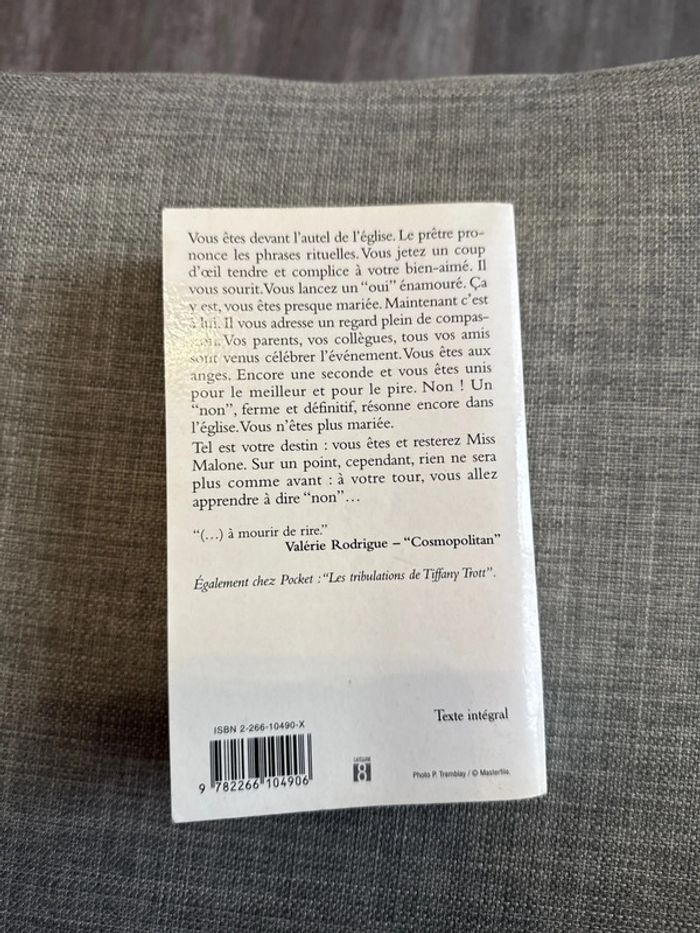 Vous êtes devant l'autel de l'église. Le prêtre pro-
nonce les phrases rituelles. Vous jetez un coup
d'œil tendre et complice à votre bien-aimé. Il
vous sourit. Vous lancez un "oui" énamouré. Ça
y est, vous êtes presque mariée. Maintenant c'est
à lui. Il vous adresse un regard plein de compas-
sion. Vos parents, vos collègues, tous vos amis
sont venus célébrer l'événement. Vous êtes aux
anges. Encore une seconde et vous êtes unis
pour le meilleur et pour le pire. Non ! Un
"non", ferme et définitif, résonne encore dans
l'église. Vous n'êtes plus mariée.
Tel est votre destin : vous êtes et resterez Miss
Malone. Sur un point, cependant, rien ne sera
plus comme avant : à votre tour, vous allez
apprendre à dire "non"…
"(…) à mourir de rire."
Valérie Rodrigue – "Cosmopolitan"
Également chez Pocket : "Les tribulations de Tiffany Trott".
Texte intégral
ISBN 2-266-10490-X
9 782266 104906
CATÉGORIE
8
Photo P. Tremblay / © Masterfile.